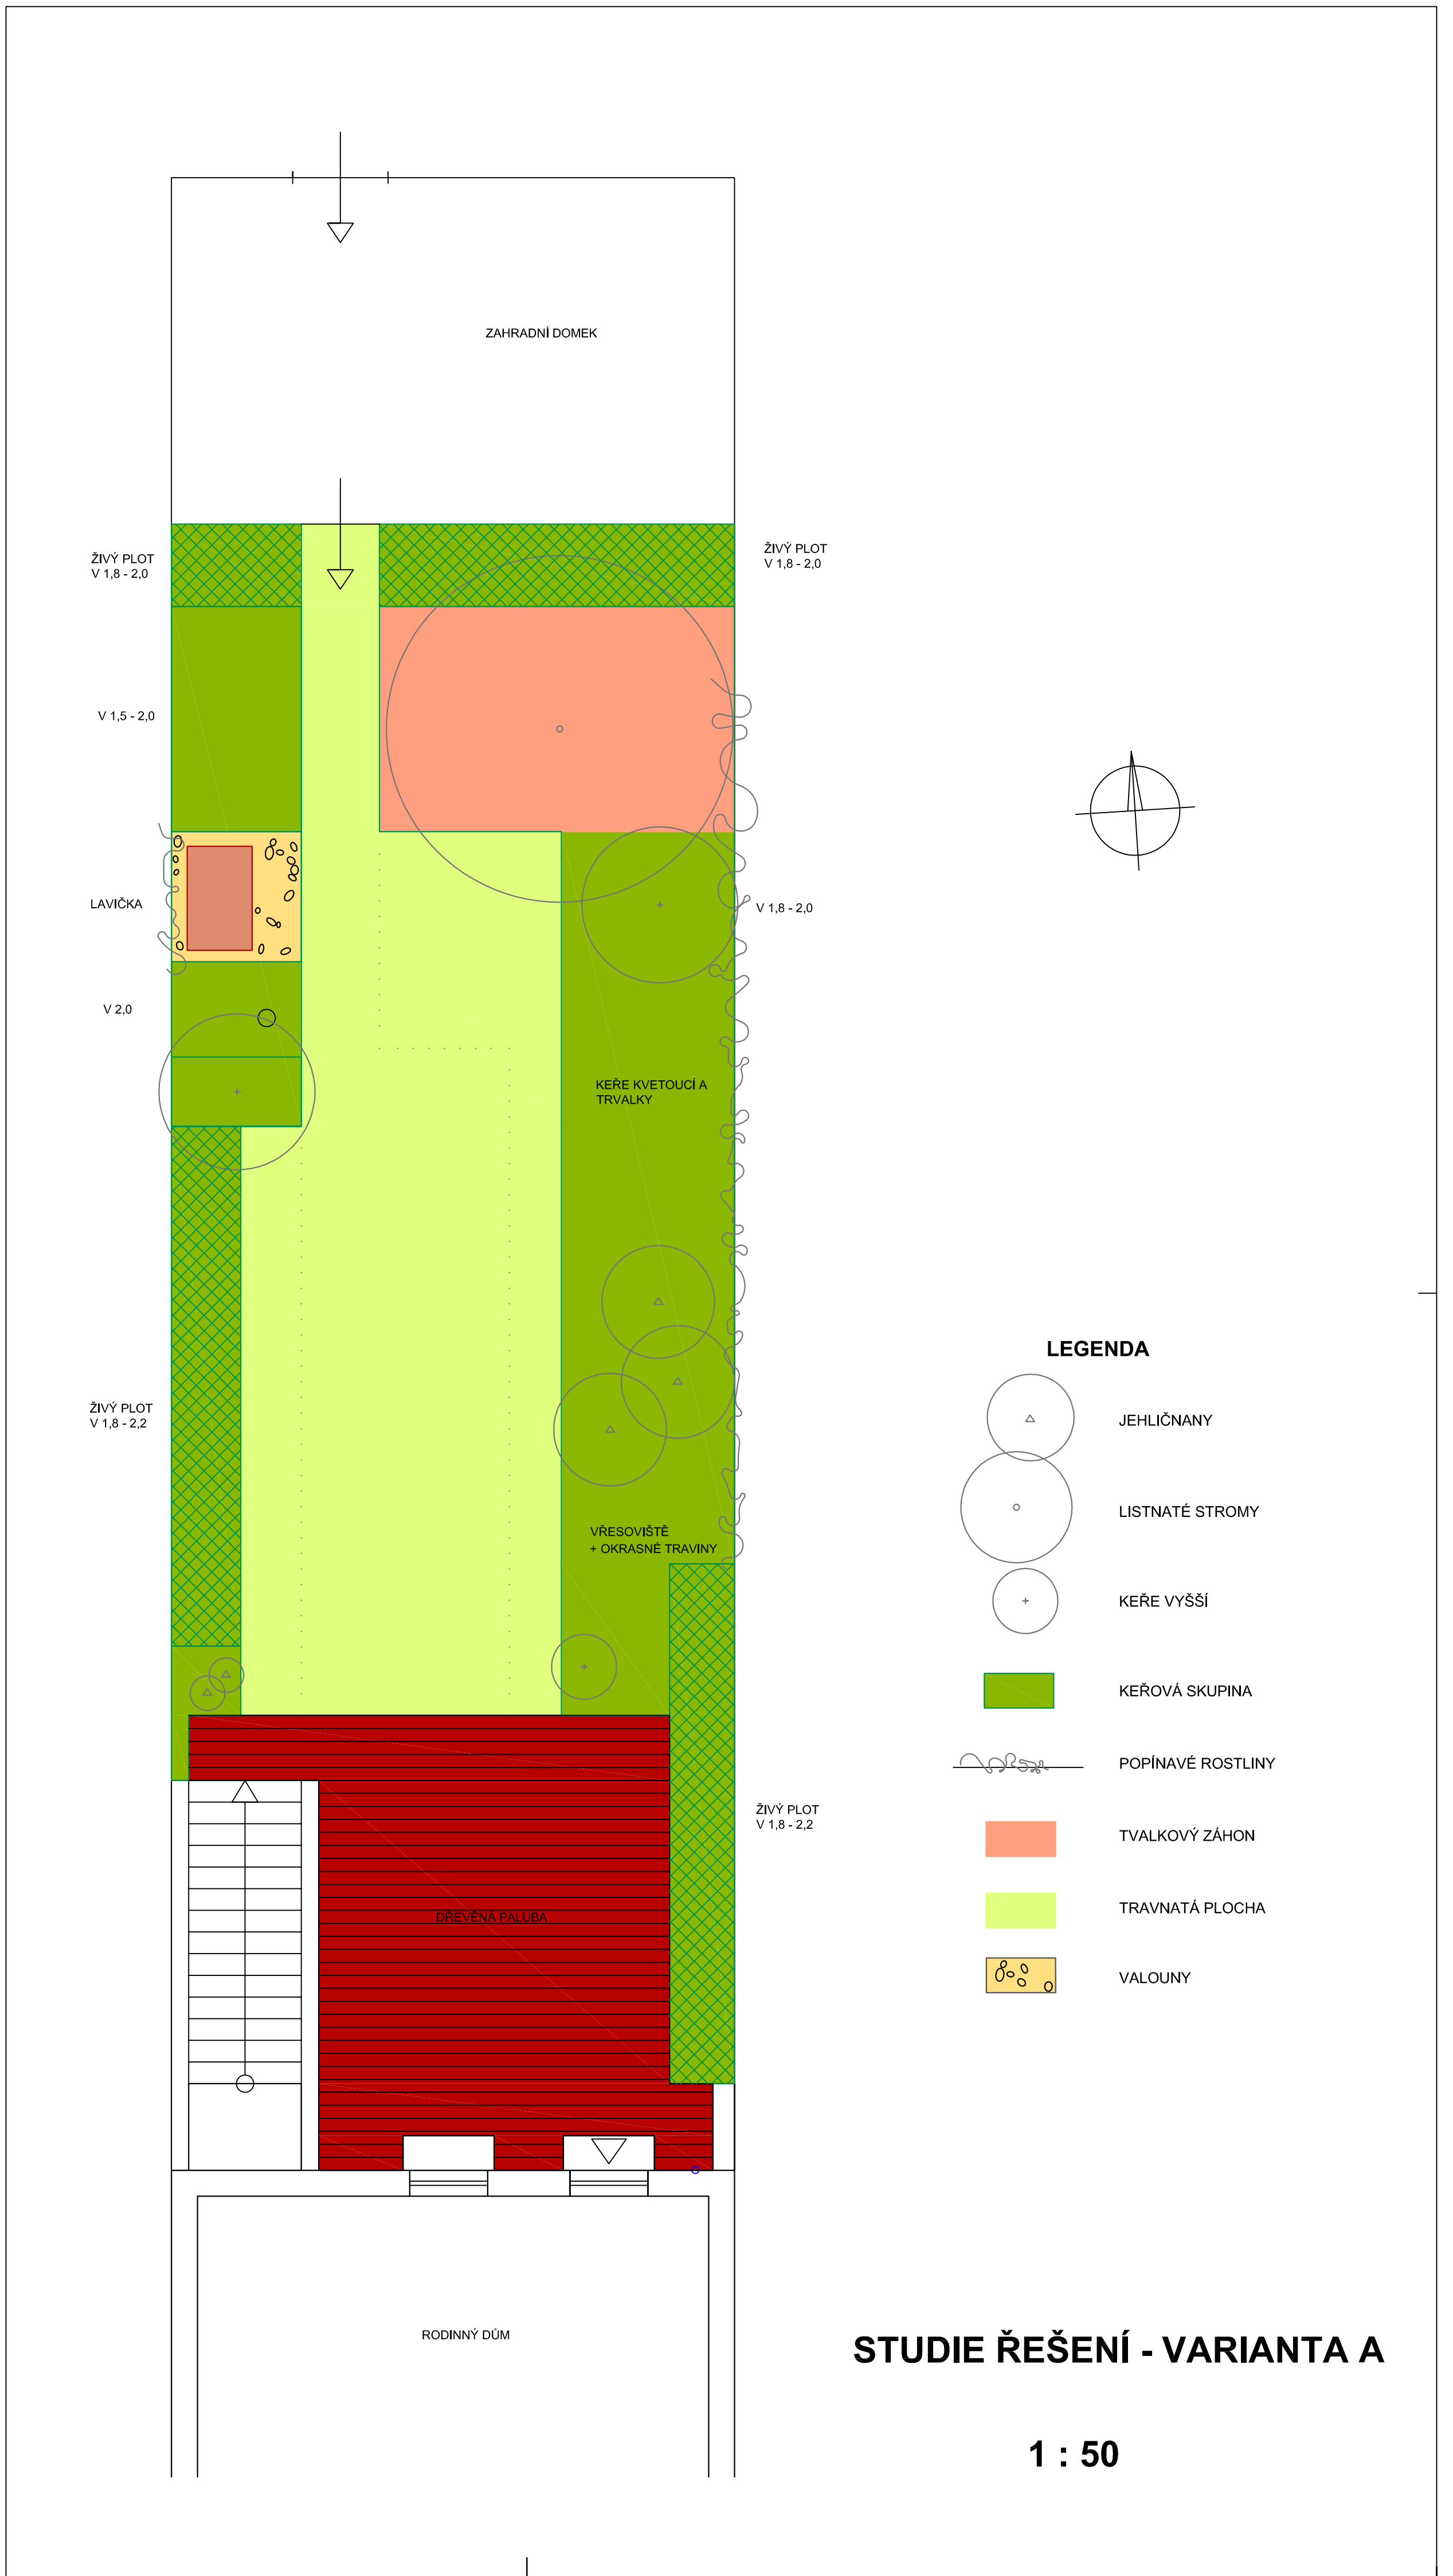 ZAHRADNÍ DOMEK
ŽIVÝ PLOT
V 1,8 - 2,0
ŽIVÝ PLOT
V 1,8 - 2,0
V 1,5 - 2,0
LAVIČKA
V 1,8 - 2,0
V 2,0
KEŘE KVETOUCÍ A
TRVALKY
ŽIVÝ PLOT
V 1,8 - 2,2
VŘESOVIŠTĚ
+ OKRASNÉ TRAVINY
ŽIVÝ PLOT
V 1,8 - 2,2
DŘEVĚNÁ PALUBA
RODINNÝ DŮM
LEGENDA
JEHLIČNANY
LISTNATÉ STROMY
KEŘE VYŠŠÍ
KEŘOVÁ SKUPINA
POPÍNAVÉ ROSTLINY
TVALKOVÝ ZÁHON
TRAVNATÁ PLOCHA
VALOUNY
STUDIE ŘEŠENÍ - VARIANTA A
1 : 50